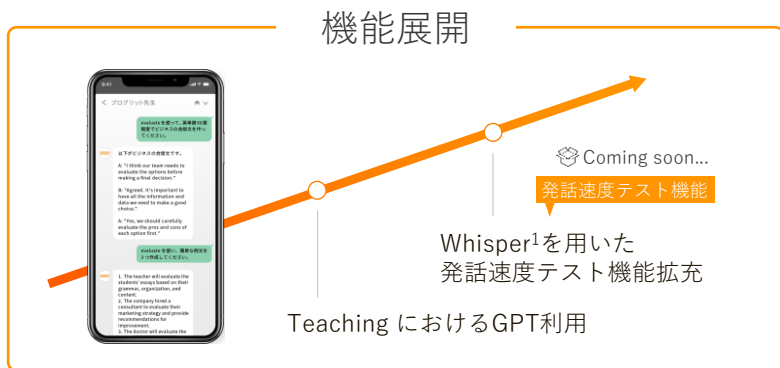 機能展開
9:41
プログリット先生
evaluateを使って、英単語50個
程度でビジネスの会話文を作っ
てください。
以下がビジネスの会話文です。
A: "I think our team needs to
evaluate the options before
making a final decision."
B: "Agreed. It's important to
have all the information and
data we need to make a good
choice."
A: "Yes, we should carefully
evaluate the pros and cons of
each option first."
evaluate を使い、簡単な例文を
3 つ作成してください。
1. The teacher will evaluate the
students' essays based on their
grammar, organization, and
content.
2. The company hired a
consultant to evaluate their
marketing strategy and provide
recommendations for
improvement.
3. The doctor will evaluate the
Coming soon...
発話速度テスト機能
Whisper1を用いた
発話速度テスト機能拡充
Teaching におけるGPT利用